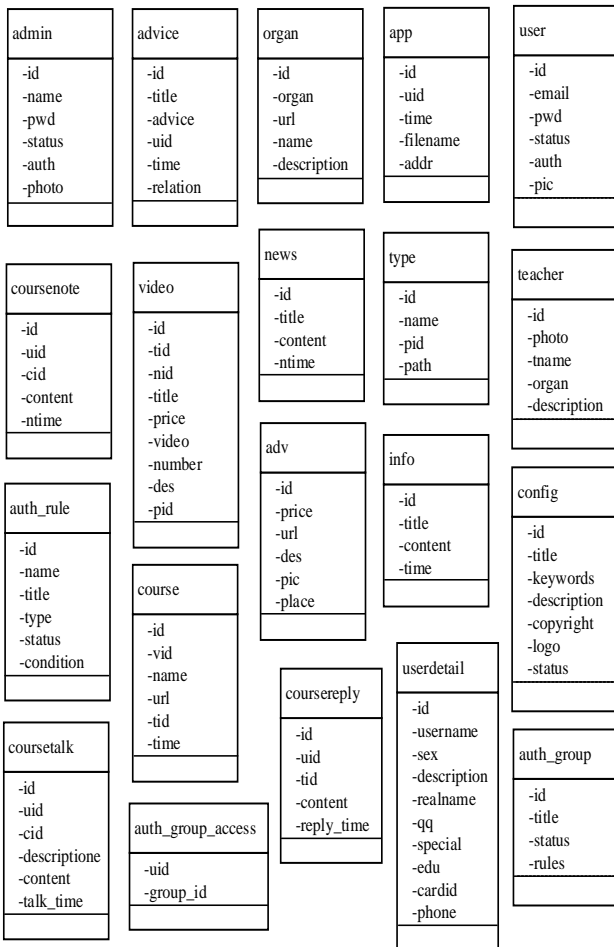 admin
-id
-name
-pwd
-status
-auth
-photo
advice
-id
-title
-advice
-uid
-time
-relation
organ
-id
-organ
-url
-name
-description
app
-id
-uid
-time
-filename
-addr
user
-id
-email
-pwd
-status
-auth
-pic
coursenote
-id
-uid
-cid
-content
-ntime
video
-id
-tid
-nid
-title
-price
-video
-number
-des
-pid
news
-id
-title
-content
-ntime
type
-id
-name
-pid
-path
teacher
-id
-photo
-tname
-organ
-description
adv
-id
-price
-url
-des
-pic
-place
info
-id
-title
-content
-time
config
-id
-title
-keywords
-description
-copyright
-logo
-status
auth_rule
-id
-name
-title
-type
-status
-condition
course
-id
-vid
-name
-url
-tid
-time
coursereply
-id
-uid
-tid
-content
-reply_time
userdetail
-id
-username
-sex
-description
-realname
-qq
-special
-edu
-cardid
-phone
coursetalk
-id
-uid
-cid
-descriptione
-content
-talk_time
auth_group_access
-uid
-group_id
auth_group
-id
-title
-status
-rules